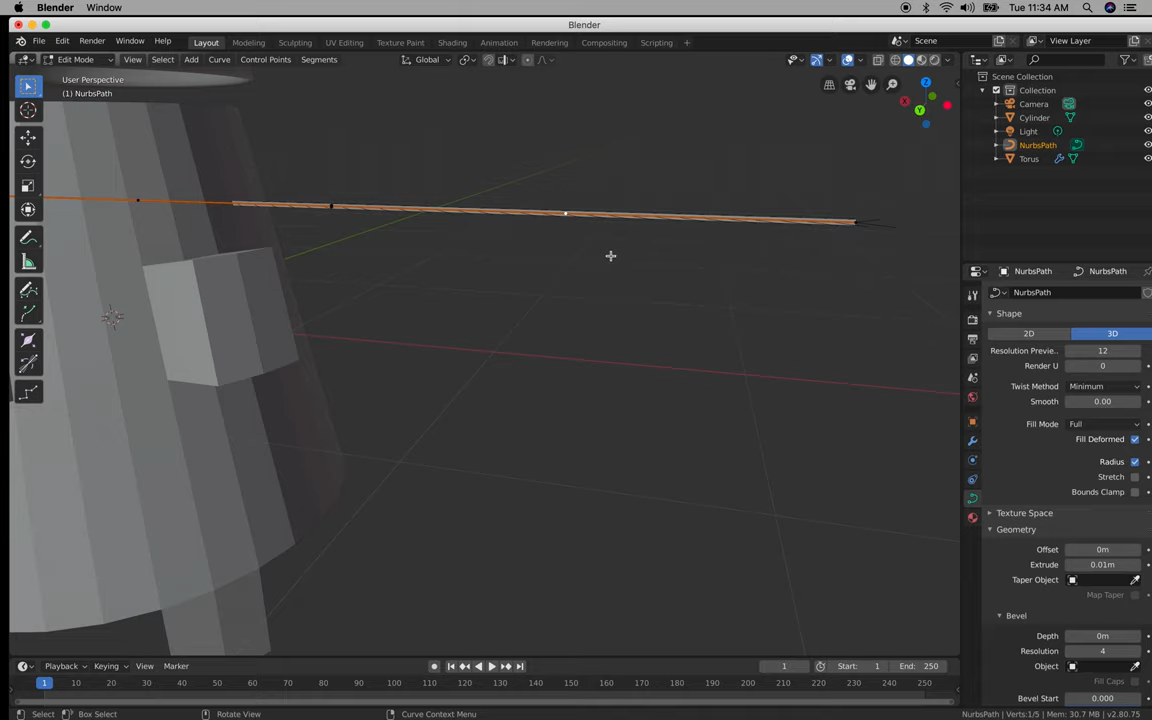 Blender Window Tue 11:34 AM
Blender
File Edit Render Window Help Layout Modeling Sculpting UV Editing Texture Paint Shading Animation Rendering Compositing Scripting + Scene View Layer
Edit Mode View Select Add Curve Control Points Segments Global
User Perspective
(1) NurbsPath
Z
Y
Scene Collection
Collection
Camera
Cylinder
Light
NurbsPath
Torus
NurbsPath NurbsPath
NurbsPath
Shape
2D 3D
Resolution Preview.. 12
Render U 0
Twist Method Minimum
Smooth 0.00
Fill Mode Full
Fill Deformed
Radius
Stretch
Bounds Clamp
Texture Space
Geometry
Offset 0m
Extrude 0.01m
Taper Object
Map Taper
Bevel
Depth 0m
Resolution 4
Object
Fill Caps
Bevel Start 0.000
Playback Keying View Marker 1 Start: 1 End: 250
1 10 20 30 40 50 60 70 80 90 100 110 120 130 140 150 160 170 180 190 200 210 220 230 240 250
Select Box Select Rotate View Curve Context Menu NurbsPath | Verts:1/5 | Mem: 30.7 MB | v2.80.75